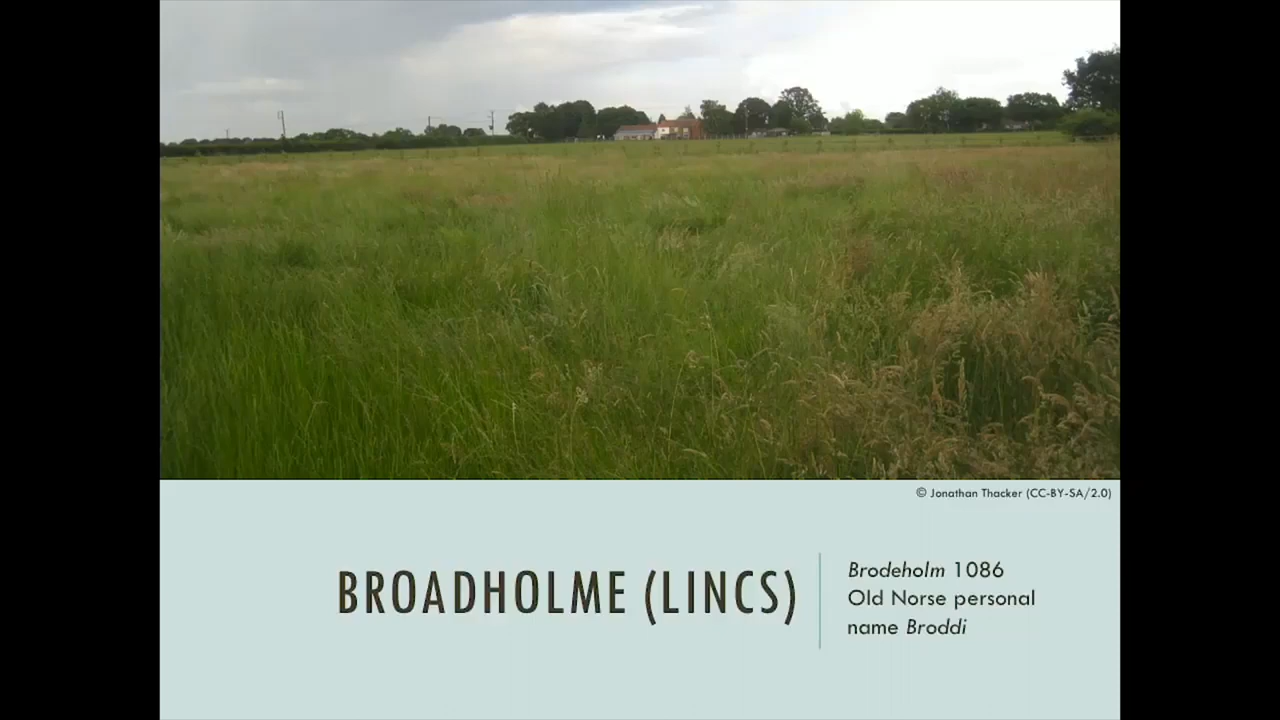 © Jonathan Thacker (CC-BY-SA/2.0)
BROADHOLME (LINCS)
Brodeholm 1086
Old Norse personal
name Broddi